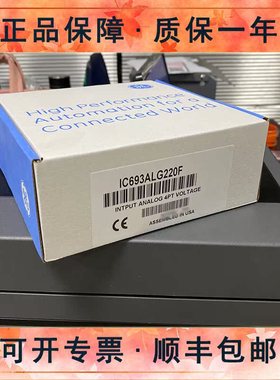 正品保障·质保一年
High Performance
Automation for a
Connected World
IC693ALG220F
INTPUT ANALOG 4PT VOLTAGE
CE
ASSEMBLED IN USA
可开专票·顺丰包邮